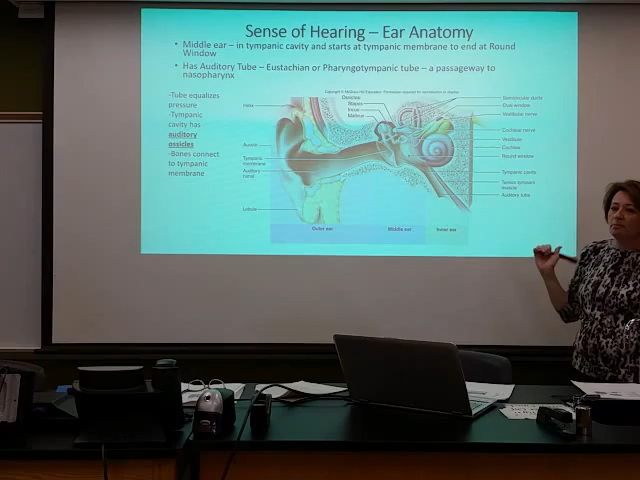 Sense of Hearing – Ear Anatomy
• Middle ear – in tympanic cavity and starts at tympanic membrane to end at Round
Window
• Has Auditory Tube – Eustachian or Pharyngotympanic tube – a passageway to
nasopharynx
-Tube equalizes
pressure
-Tympanic
cavity has
auditory
ossicles
-Bones connect
to tympanic
membrane
Ossicles
Stapes
Incus
Malleus
Helix
Auricle
Tympanic
membrane
Auditory
canal
Lobule
Semicircular ducts
Oval window
Vestibular nerve
Cochlear nerve
Vestibule
Cochlea
Round window
Tympanic cavity
Tensor tympani
muscle
Auditory tube
Outer ear
Middle ear
Inner ear